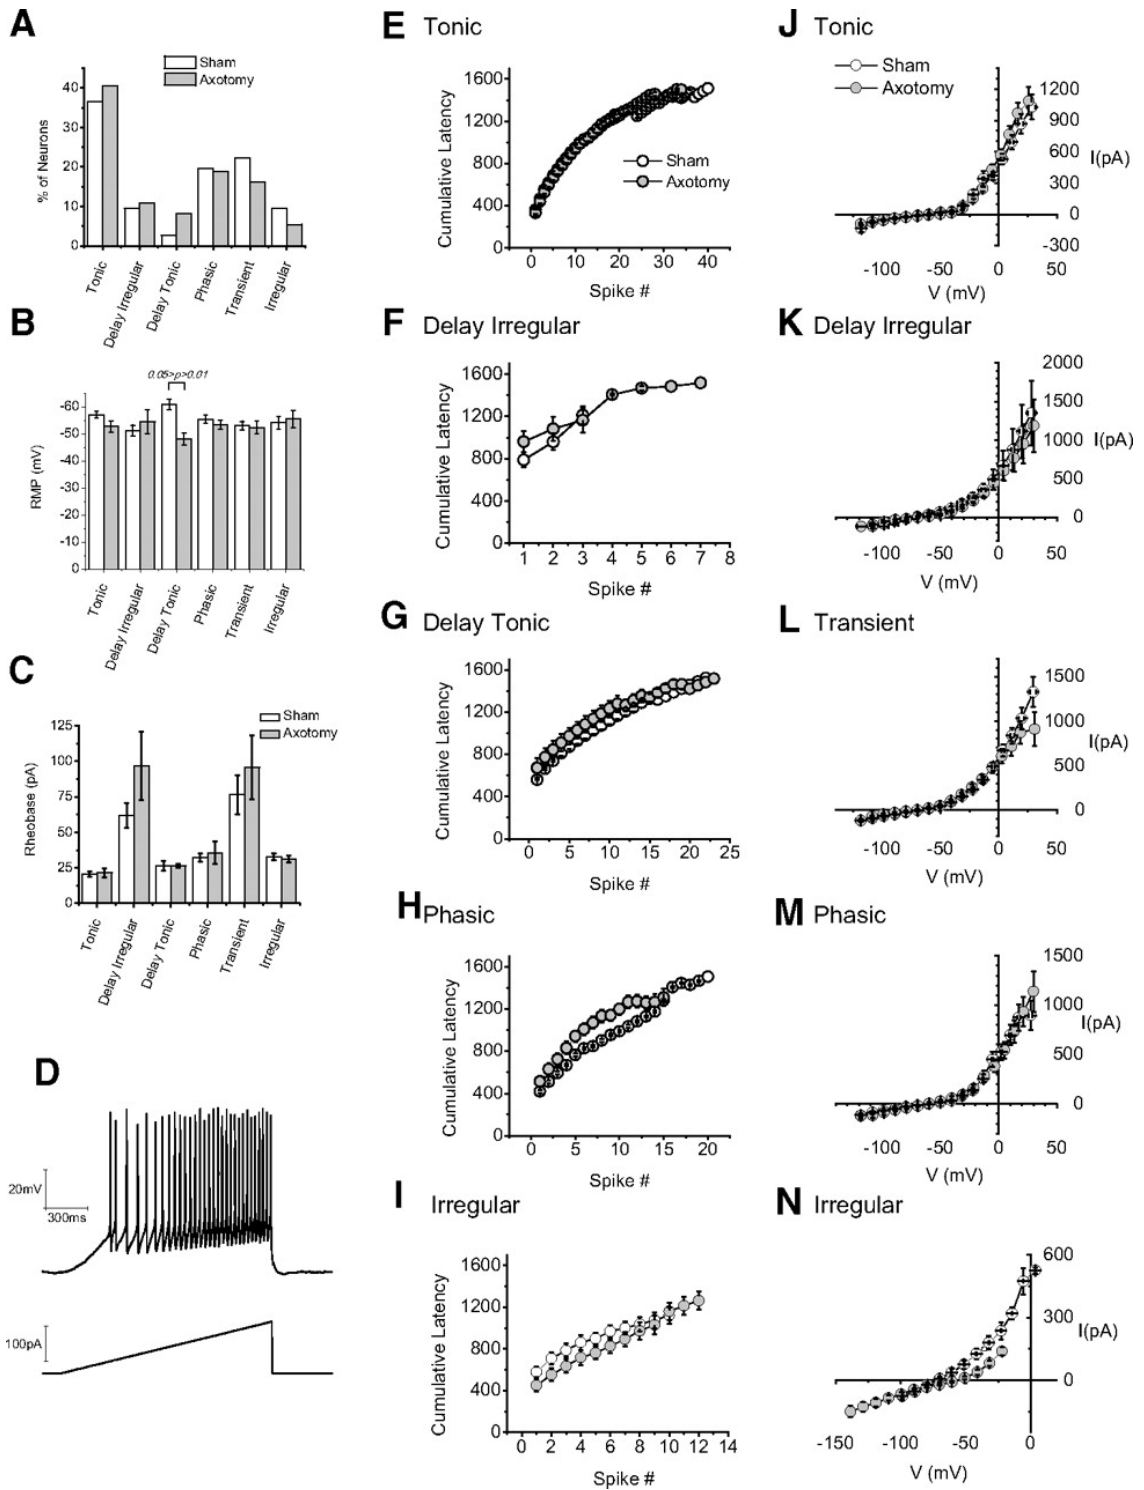 A
Sham
Axotomy
% of Neurons
40
30
20
10
0
Tonic
Delay Irregular
Delay Tonic
Phasic
Transient
Irregular
B
0.05>p>0.01
RMP (mV)
-60
-50
-40
-30
-20
-10
0
Tonic
Delay Irregular
Delay Tonic
Phasic
Transient
Irregular
C
Sham
Axotomy
Rheobase (pA)
125
100
75
50
25
0
Tonic
Delay Irregular
Delay Tonic
Phasic
Transient
Irregular
D
20mV
300ms
100pA
E Tonic
Cumulative Latency
1600
1200
800
400
0
Sham
Axotomy
0 10 20 30 40
Spike #
F Delay Irregular
Cumulative Latency
1600
1200
800
400
0
1 2 3 4 5 6 7 8
Spike #
G Delay Tonic
Cumulative Latency
1600
1200
800
400
0
0 5 10 15 20 25
Spike #
H Phasic
Cumulative Latency
1600
1200
800
400
0
0 5 10 15 20
Spike #
I Irregular
Cumulative Latency
1600
1200
800
400
0
0 2 4 6 8 10 12 14
Spike #
J Tonic
Sham
Axotomy
1200
900
600
300
0
-300
I(pA)
-100 -50 0 50
V (mV)
K Delay Irregular
2000
1500
1000
500
0
I(pA)
-100 -50 0 50
V (mV)
L Transient
1500
1000
500
0
I(pA)
-100 -50 0 50
V (mV)
M Phasic
1500
1000
500
0
I(pA)
-100 -50 0 50
V (mV)
N Irregular
600
300
0
I(pA)
-150 -100 -50 0
V (mV)